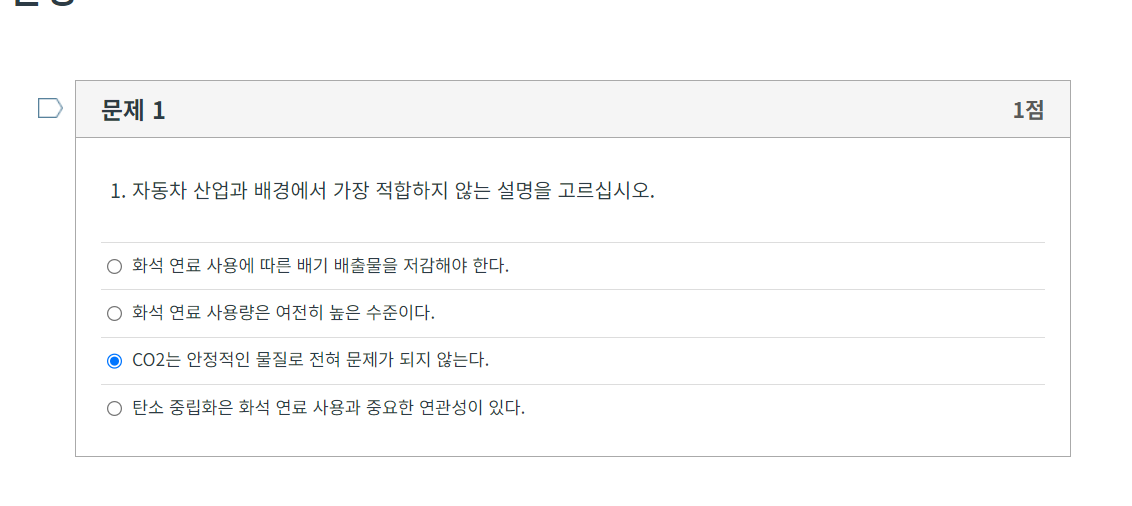 문제 1
1점
1. 자동차 산업과 배경에서 가장 적합하지 않는 설명을 고르십시오.
화석 연료 사용에 따른 배기 배출물을 저감해야 한다.
화석 연료 사용량은 여전히 높은 수준이다.
CO2는 안정적인 물질로 전혀 문제가 되지 않는다.
탄소 중립화은 화석 연료 사용과 중요한 연관성이 있다.